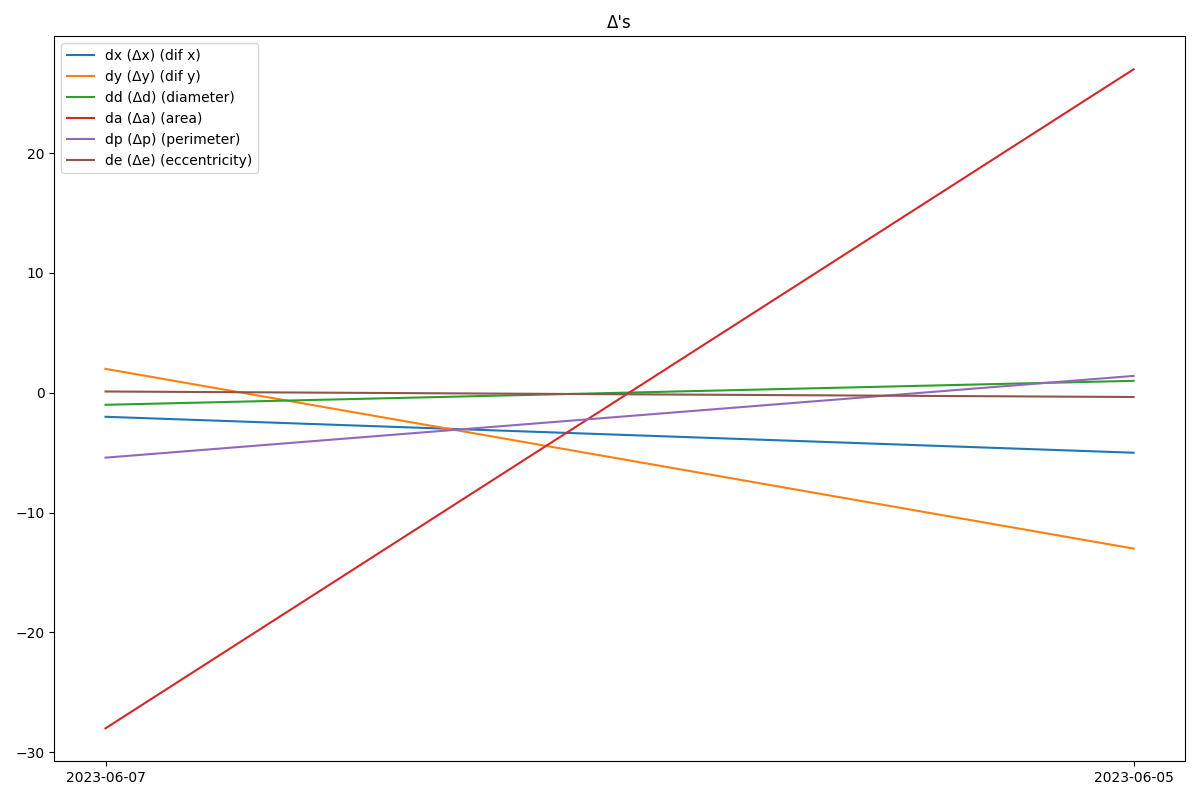 Δ's
dx (Δx) (dif x)
dy (Δy) (dif y)
dd (Δd) (diameter)
da (Δa) (area)
dp (Δp) (perimeter)
de (Δe) (eccentricity)
20
10
0
−10
−20
−30
2023-06-07 2023-06-05